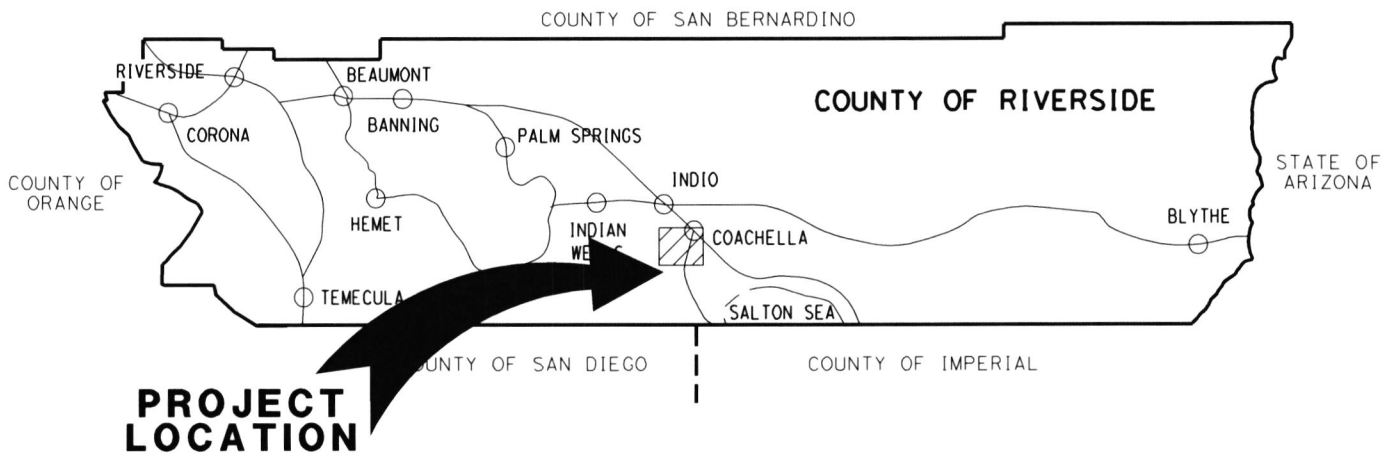 COUNTY OF SAN BERNARDINO
RIVERSIDE
BEAUMONT
COUNTY OF RIVERSIDE
CORONA
BANNING
PALM SPRINGS
STATE OF
ARIZONA
COUNTY OF
ORANGE
INDIO
HEMET
INDIAN
BLYTHE
COACHELLA
TEMECULA
SALTON SEA
OUNTY OF SAN DIEGO
COUNTY OF IMPERIAL
PROJECT
LOCATION